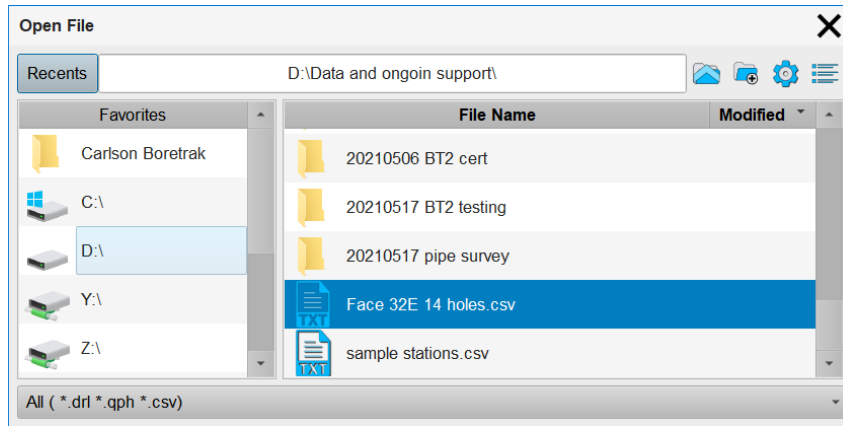 Open File
Recents D:\Data and ongoin support\
Favorites File Name Modified
Carlson Boretrak 20210506 BT2 cert
C:\ 20210517 BT2 testing
D:\ 20210517 pipe survey
Y:\ TXT Face 32E 14 holes.csv
Z:\ TXT sample stations.csv
All ( *.drl *.qph *.csv)